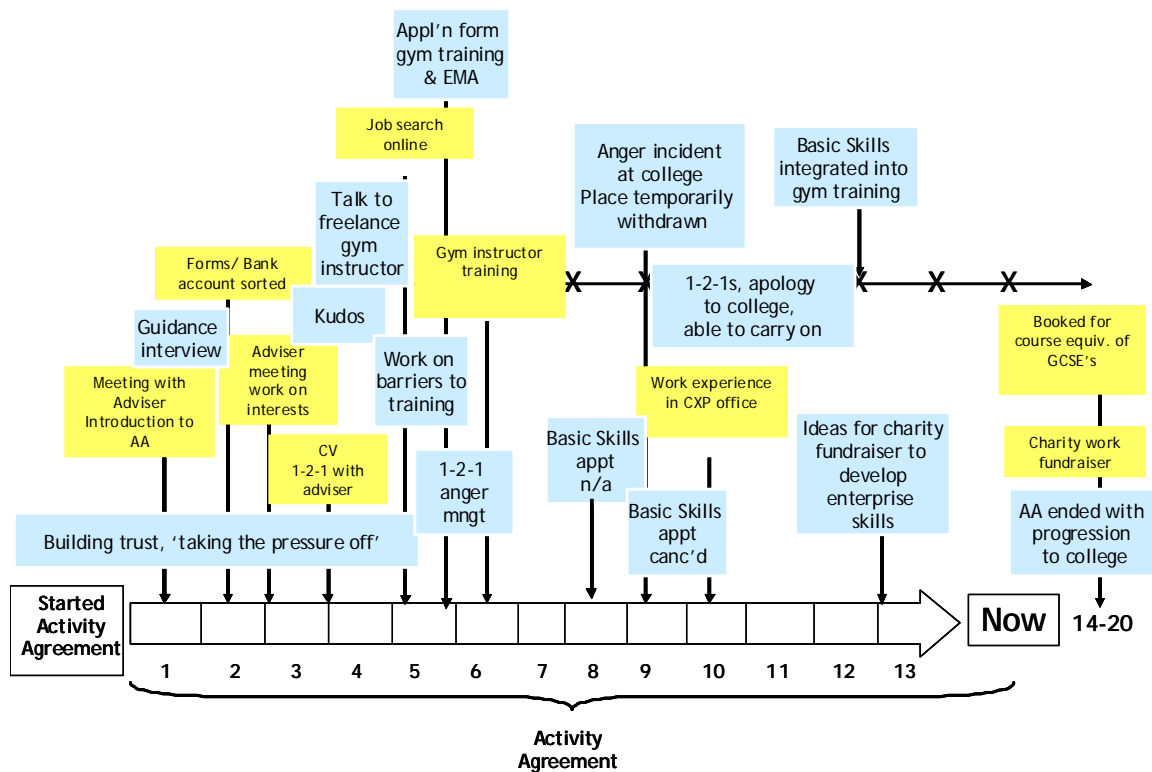 Appl'n form
gym training
& EMA
Job search
online
Anger incident
at college
Place temporarily
withdrawn
Basic Skills
integrated into
gym training
Talk to
freelance
gym
instructor
Gym instructor
training
Forms/ Bank
account sorted
1-2-1s, apology
to college,
able to carry on
X
X
X
X
X
Kudos
Guidance
interview
Booked for
course equiv. of
GCSE's
Adviser
meeting
work on
interests
Work on
barriers to
training
Meeting with
Adviser
Introduction to
AA
Work experience
in CXP office
Ideas for charity
fundraiser to
develop
enterprise
skills
Basic Skills
appt
n/a
CV
1-2-1 with
adviser
Charity work
fundraiser
1-2-1
anger
mngt
Basic Skills
appt
canc'd
AA ended with
progression
to college
Building trust, 'taking the pressure off'
Started
Activity
Agreement
Now
14-20
1 2 3 4 5 6 7 8 9 10 11 12 13
Activity
Agreement